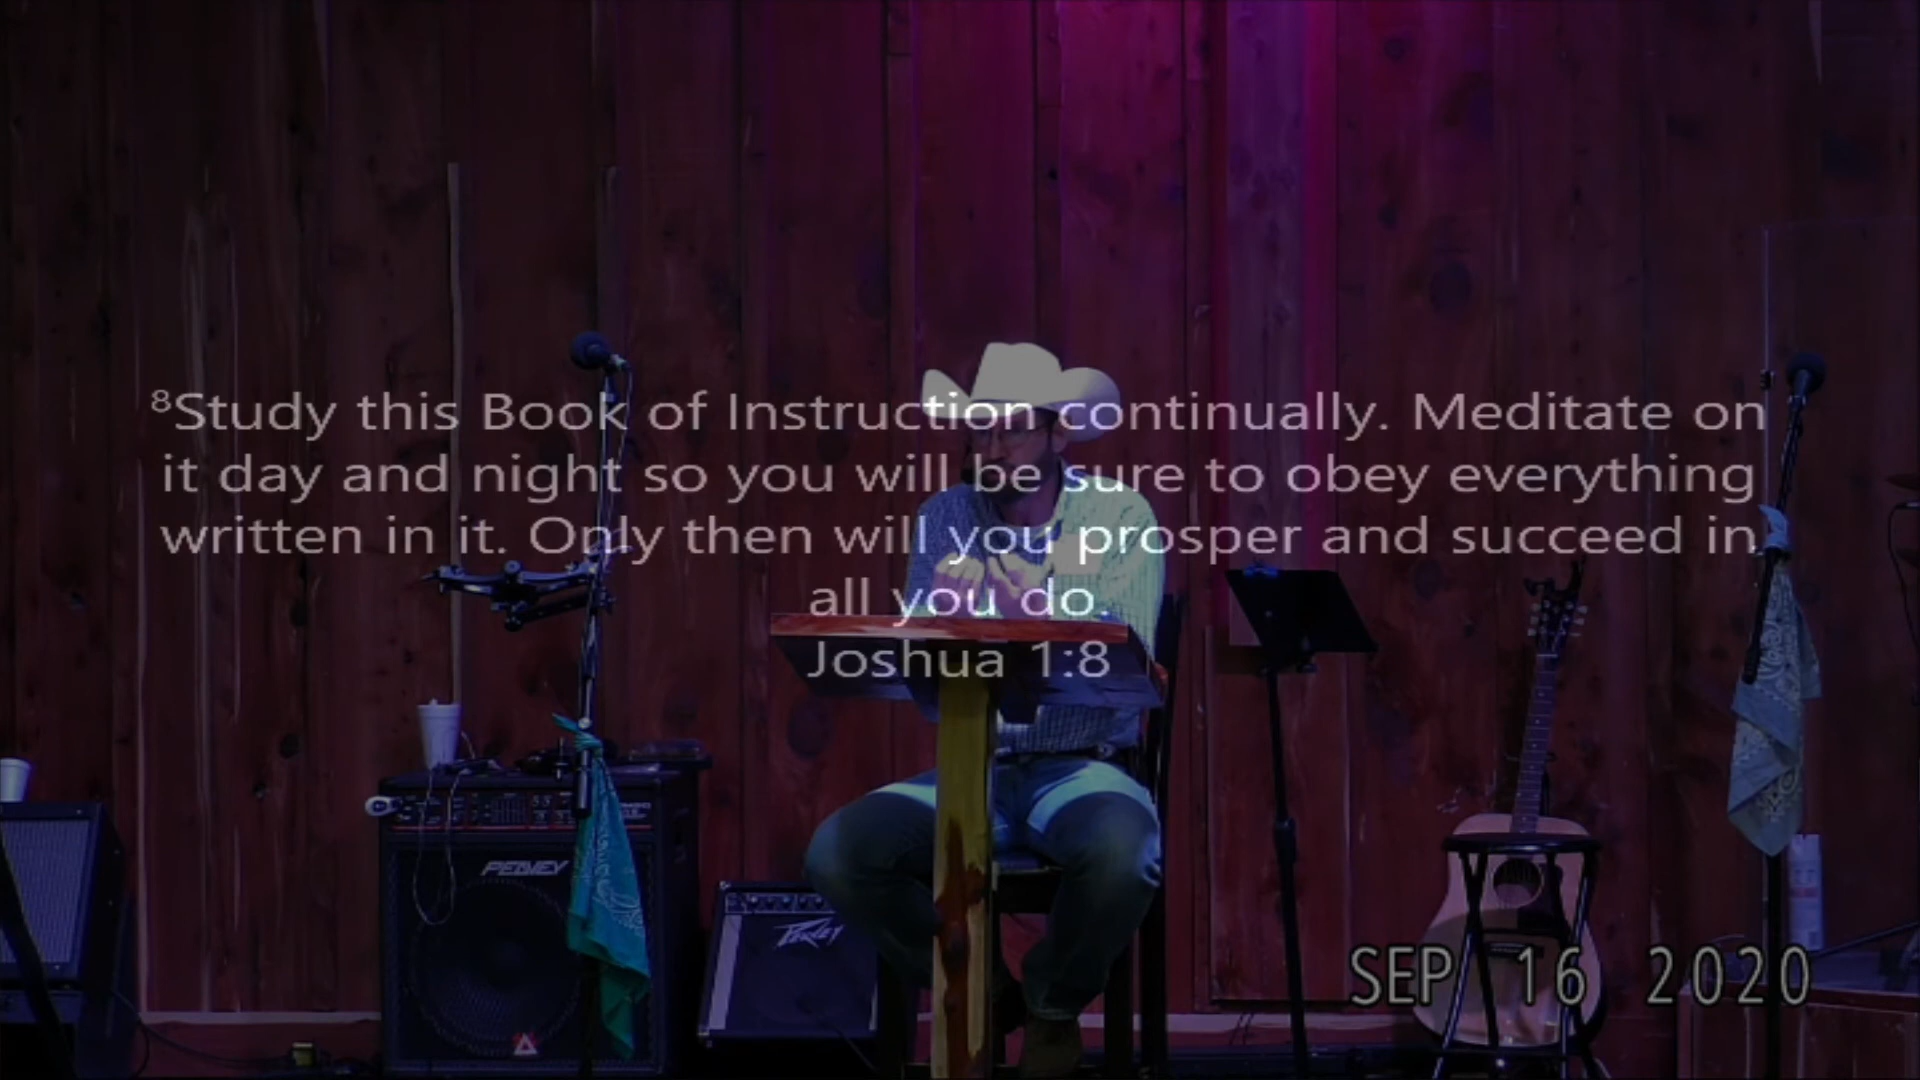 ⁸Study this Book of Instruction continually. Meditate on
it day and night so you will be sure to obey everything
written in it. Only then will you prosper and succeed in
all you do.
Joshua 1:8
PEAVEY
PEAVEY
SEP 16 2020